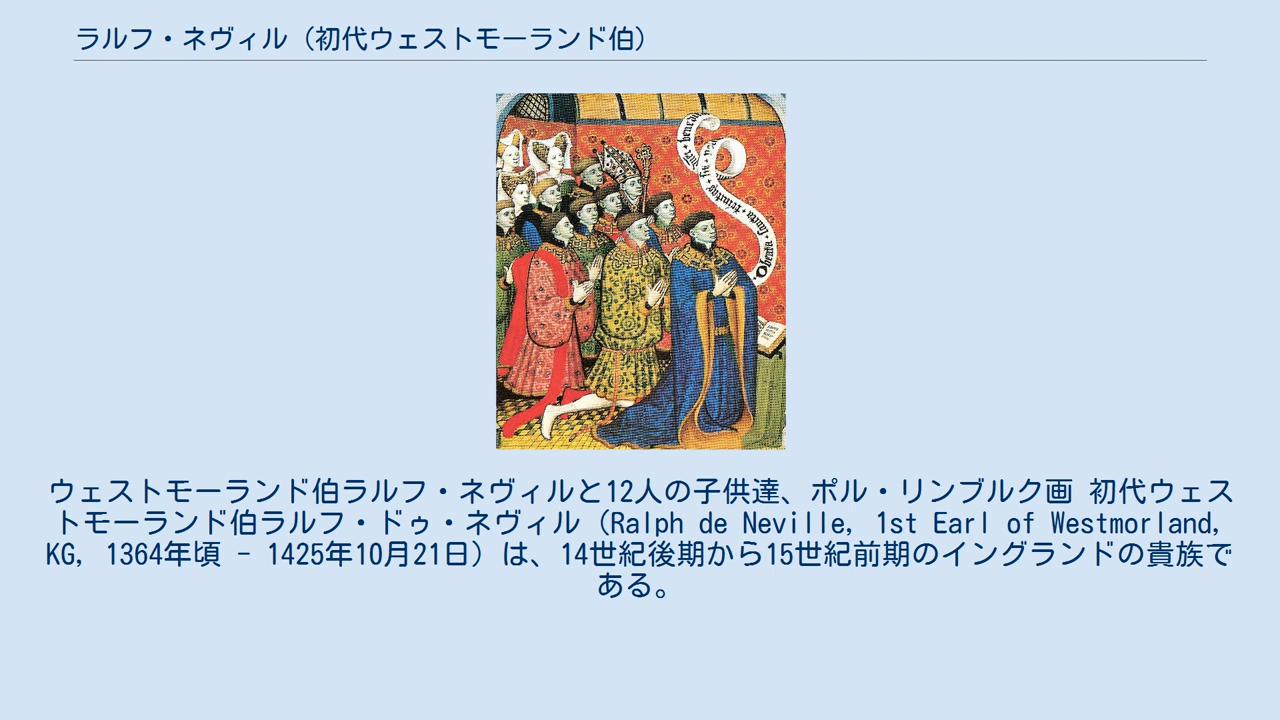 ラルフ・ネヴィル（初代ウェストモーランド伯）
ウェストモーランド伯ラルフ・ネヴィルと12人の子供達、ポル・リンブルク画 初代ウェス
トモーランド伯ラルフ・ドゥ・ネヴィル（Ralph de Neville, 1st Earl of Westmorland,
KG, 1364年頃 - 1425年10月21日）は、14世紀後期から15世紀前期のイングランドの貴族で
ある。